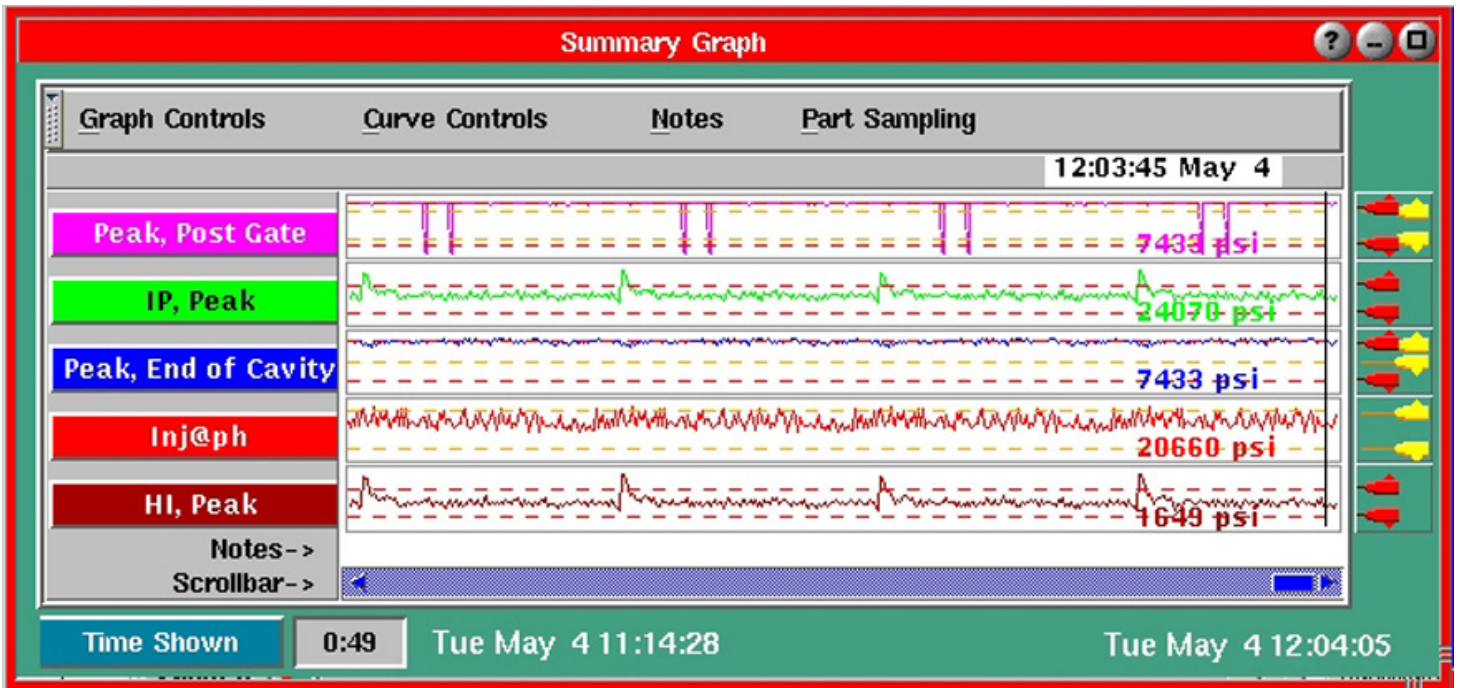 Summary Graph
?
Graph Controls Curve Controls Notes Part Sampling
12:03:45 May 4
Peak, Post Gate
7433 psi
IP, Peak
24070 psi
Peak, End of Cavity
7433 psi
Inj@ph
20660 psi
HI, Peak
1649 psi
Notes->
Scrollbar->
Time Shown 0:49 Tue May 4 11:14:28 Tue May 4 12:04:05